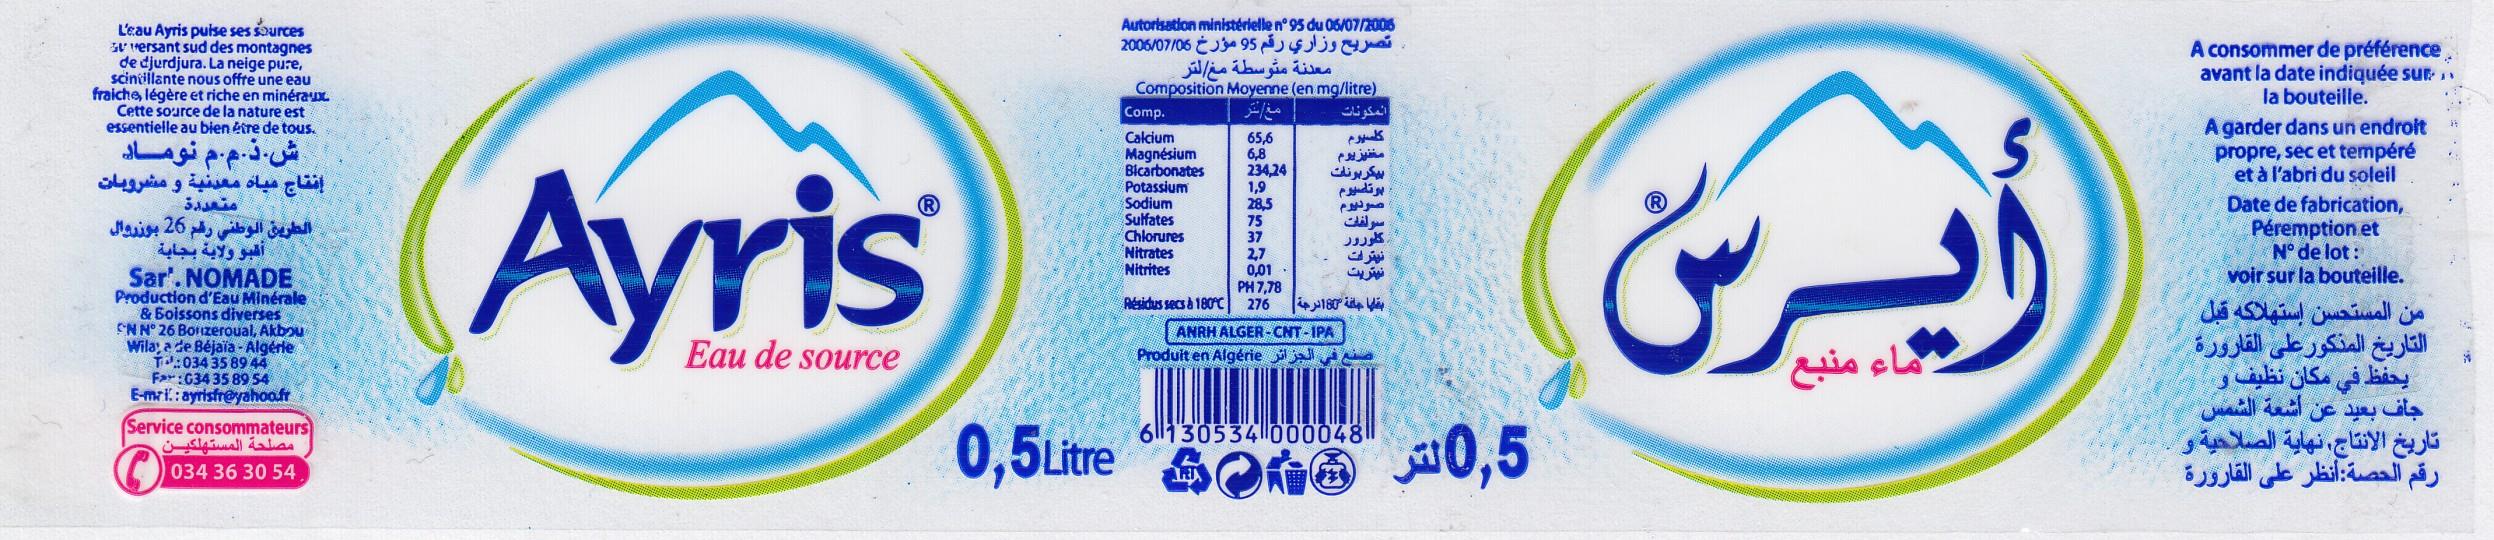 L'eau Ayris puise ses sources
au versant sud des montagnes
de djurdjura. La neige pure,
scintillante nous offre une eau
fraiche, légère et riche en minéraux.
Cette source de la nature est
essentielle au bien être de tous.
ش.ذ.م.م نوماد
إنتاج مياه معدنية و مشروبات
متعددة
الطريق الوطني رقم 26 بوزروال
أقبو ولاية بجاية
Sarl. NOMADE
Production d'Eau Minérale
& Boissons diverses
RN N° 26 Bouzeroual, Akbou
Wilaya de Béjaïa - Algérie
Tél.: 034 35 89 44
Fax : 034 35 89 54
E-mail. : ayrisfr@yahoo.fr
Service consommateurs
مصلحة المستهلكين
034 36 30 54
Ayris®
Eau de source
0,5 Litre
Autorisation ministérielle n° 95 du 06/07/2006
تصريح وزاري رقم 95 مؤرخ 2006/07/06
معدنة متوسطة مغ/لتر
Composition Moyenne (en mg/litre)
Comp. مغ/لتر المكونات
Calcium 65,6 كلسيوم
Magnésium 6,8 مغنيزيوم
Bicarbonates 234,24 بيكربونات
Potassium 1,9 بوتاسيوم
Sodium 28,5 صوديوم
Sulfates 75 سولفات
Chlorures 37 كلورور
Nitrates 2,7 نيترات
Nitrites 0,01 نيتريت
PH 7,78
Résidus secs à 180°C 276 بقايا جافة 180° درجة
ANRH ALGER - CNT - IPA
Produit en Algérie صنع في الجزائر
6 130534 000048
0,5 لتر
أيريس®
ماء منبع
A consommer de préférence
avant la date indiquée sur
la bouteille.
A garder dans un endroit
propre, sec et tempéré
et à l'abri du soleil
Date de fabrication,
Péremption et
N° de lot :
voir sur la bouteille.
من المستحسن إستهلاكه قبل
التاريخ المذكور على القارورة
يحفظ في مكان نظيف و
جاف بعيد عن أشعة الشمس
تاريخ الانتاج، نهاية الصلاحية و
رقم الحصة:أنظر على القارورة